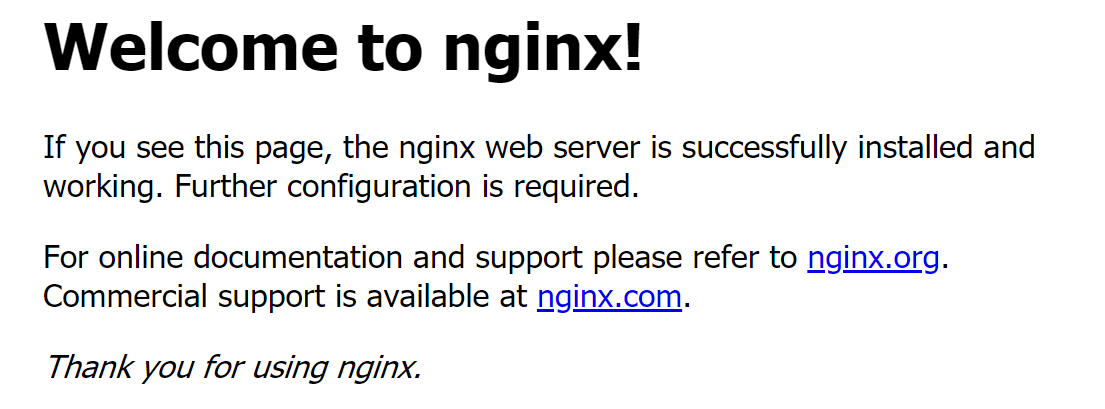 Welcome to nginx!
If you see this page, the nginx web server is successfully installed and
working. Further configuration is required.
For online documentation and support please refer to nginx.org.
Commercial support is available at nginx.com.
Thank you for using nginx.